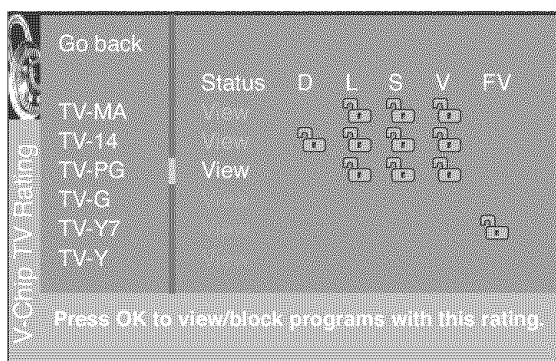 Go back
Status D L S V FV
TV-MA View
TV-14 View
TV-PG View
TV-G
TV-Y7
TV-Y
V-Chip TV Rating
Press OK to view/block programs with this rating.